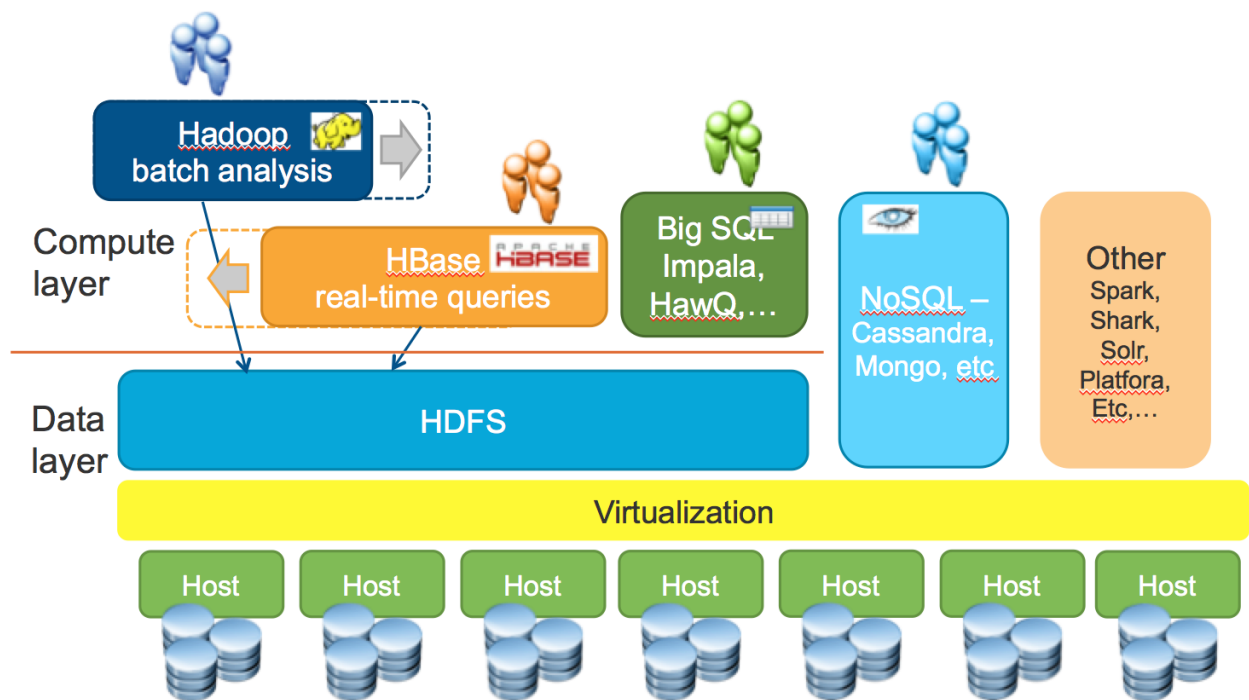 Hadoop
batch analysis
Compute
layer
HBase
APACHE
HBASE
real-time queries
Big SQL
Impala,
HawQ,…
NoSQL –
Cassandra,
Mongo, etc
Other
Spark,
Shark,
Solr,
Platfora,
Etc,…
Data
layer
HDFS
Virtualization
Host
Host
Host
Host
Host
Host
Host